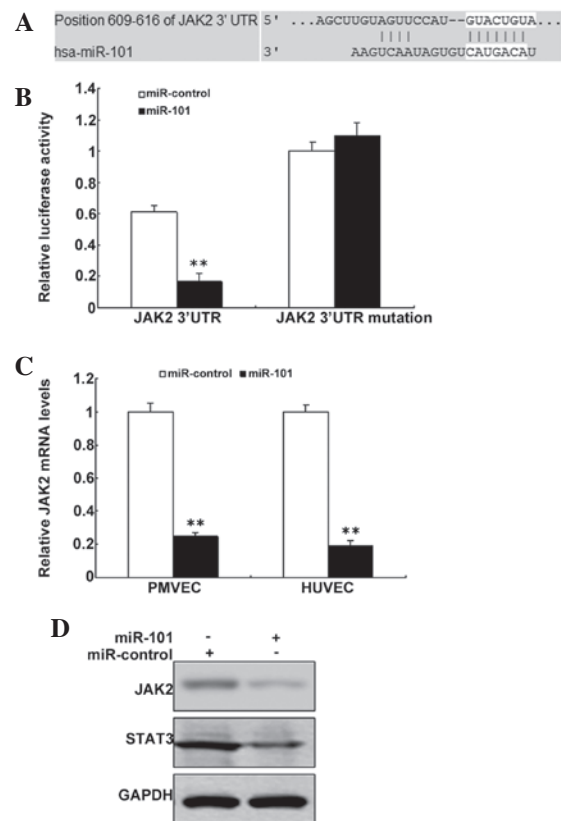 A
Position 609-616 of JAK2 3' UTR 5' ...AGCUUGUAGUUCCAU--GUACUGUA...
hsa-miR-101 3' AAGUCAAUAGUGUCAUGACAU
B
miR-control
miR-101
Relative luciferase activity
1.4
1.2
1
0.8
0.6
0.4
0.2
0
**
JAK2 3'UTR
JAK2 3'UTR mutation
C
miR-control
miR-101
Relative JAK2 mRNA levels
1.2
1
0.8
0.6
0.4
0.2
0
**
**
PMVEC
HUVEC
D
miR-101 - +
miR-control + -
JAK2
STAT3
GAPDH